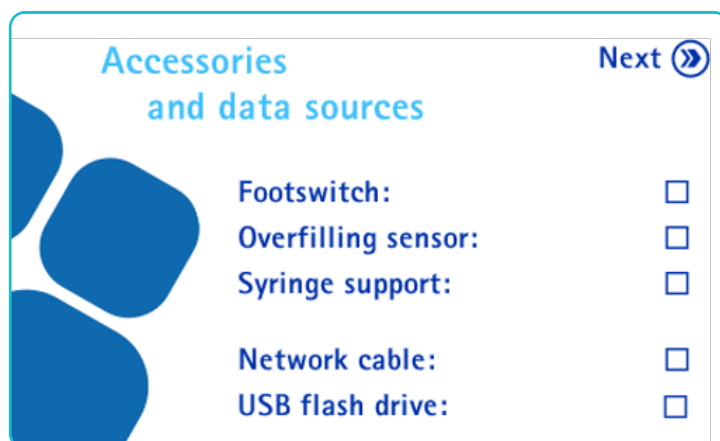 Accessories
and data sources
Next
Footswitch:
Overfilling sensor:
Syringe support:
Network cable:
USB flash drive: